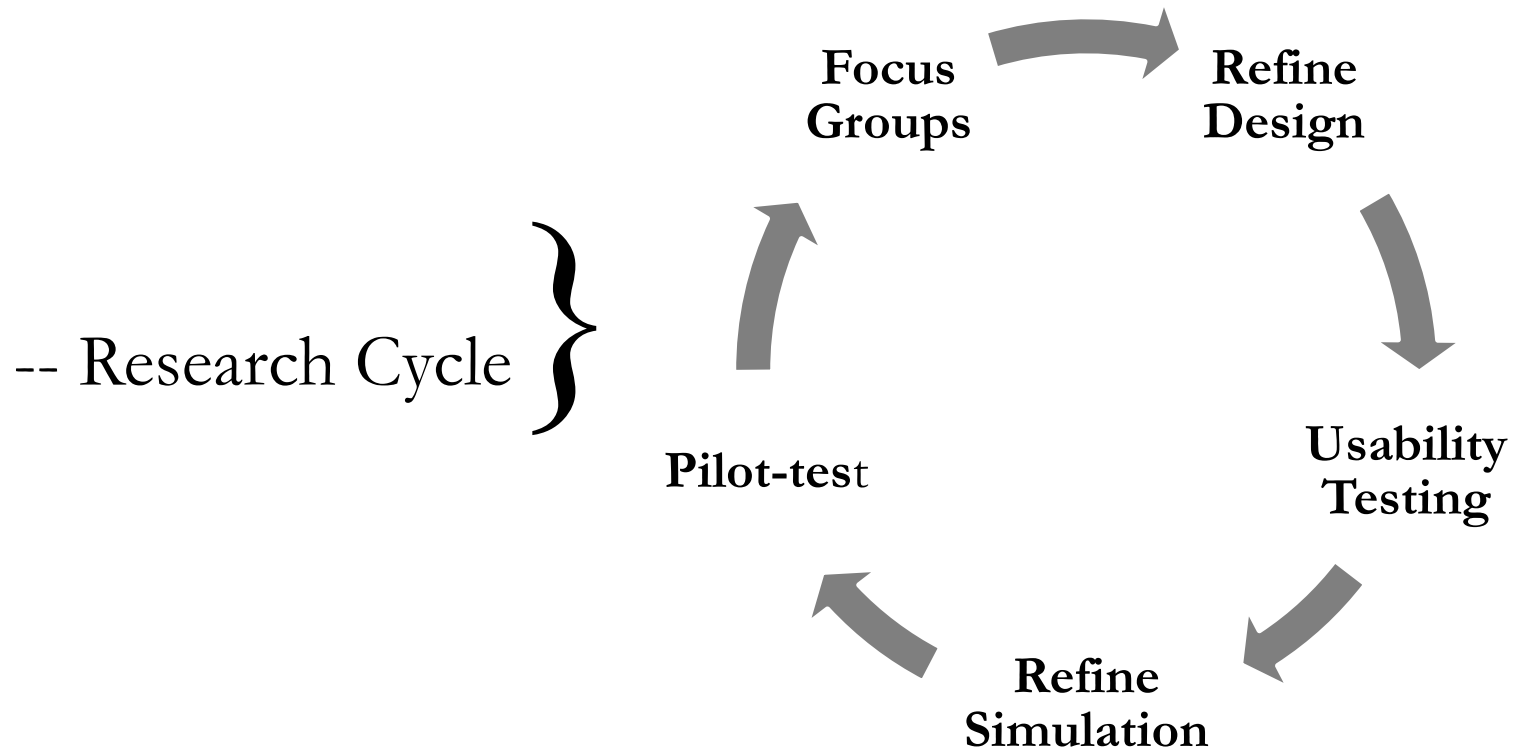 -- Research Cycle }
Focus
Groups
Refine
Design
Usability
Testing
Refine
Simulation
Pilot-test